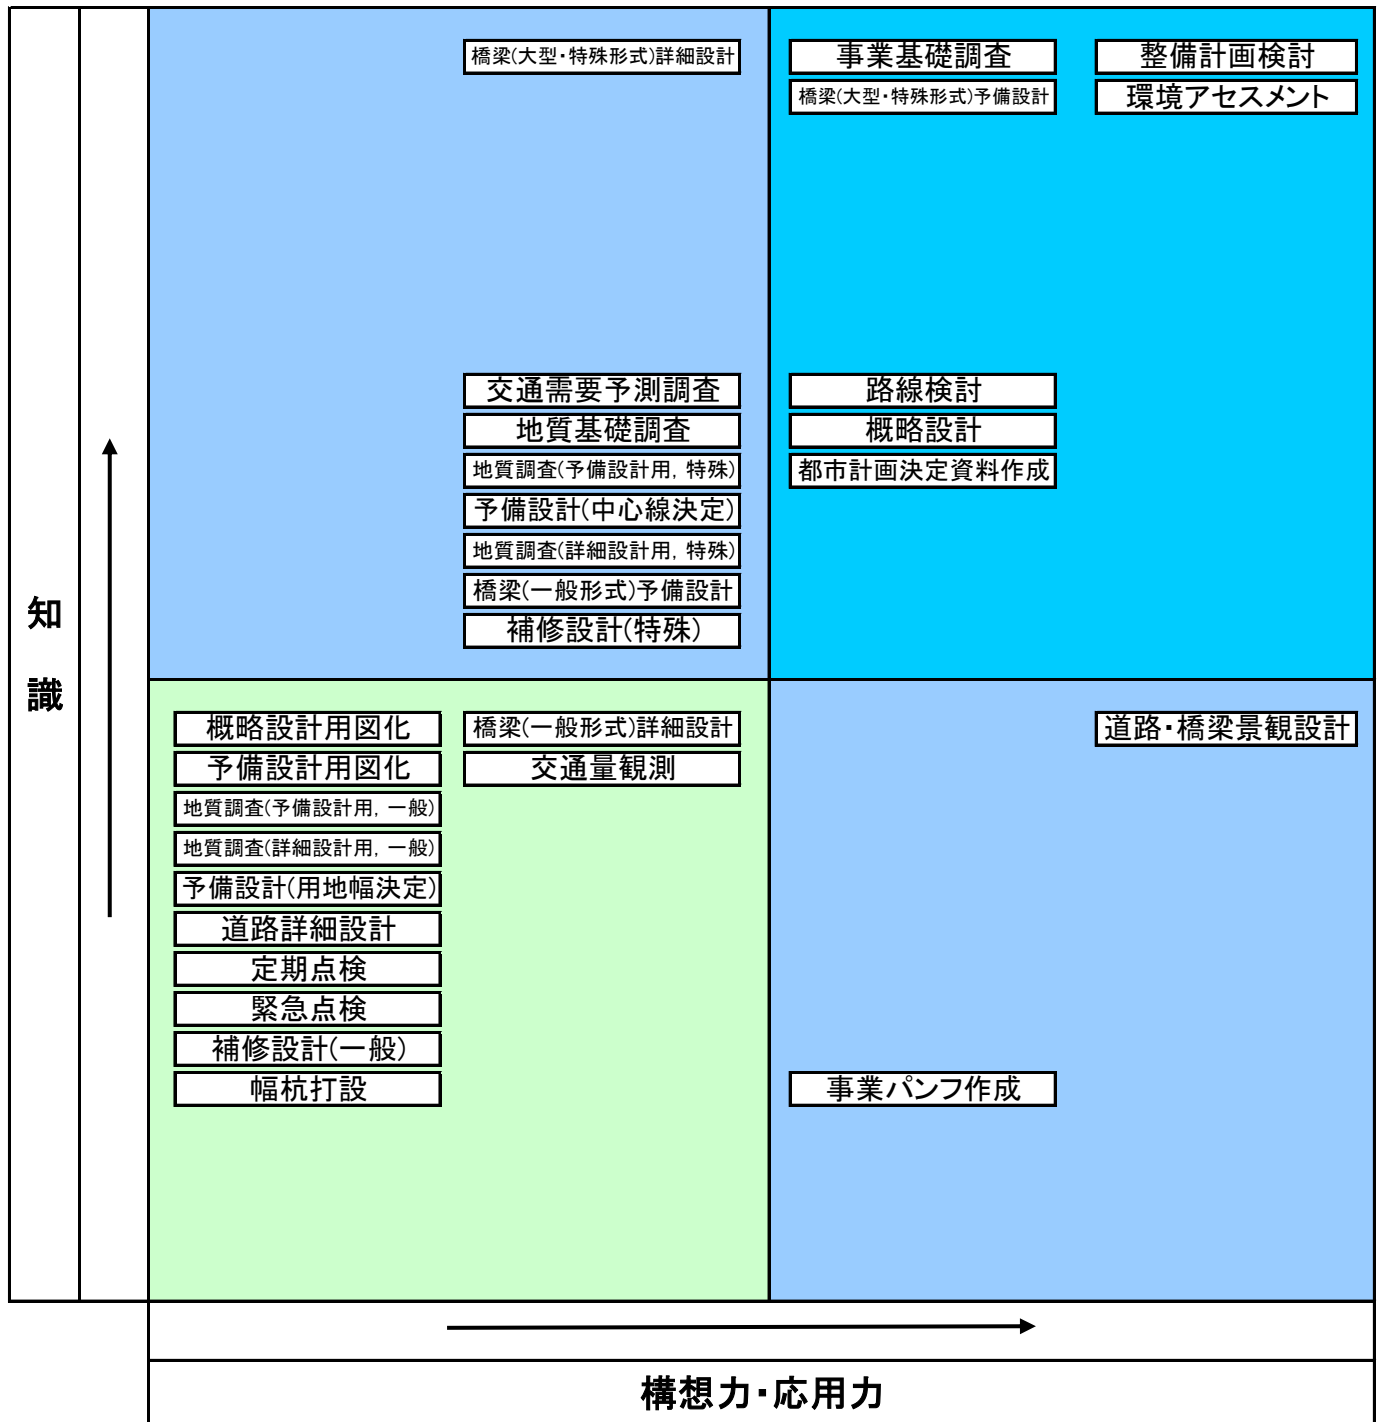 橋梁(大型・特殊形式)詳細設計
事業基礎調査
整備計画検討
橋梁(大型・特殊形式)予備設計
環境アセスメント
交通需要予測調査
地質基礎調査
地質調査(予備設計用, 特殊)
予備設計(中心線決定)
地質調査(詳細設計用, 特殊)
橋梁(一般形式)予備設計
補修設計(特殊)
路線検討
概略設計
都市計画決定資料作成
知
識
概略設計用図化
予備設計用図化
地質調査(予備設計用, 一般)
地質調査(詳細設計用, 一般)
予備設計(用地幅決定)
道路詳細設計
定期点検
緊急点検
補修設計(一般)
幅杭打設
橋梁(一般形式)詳細設計
交通量観測
道路・橋梁景観設計
事業パンフ作成
構想力・応用力